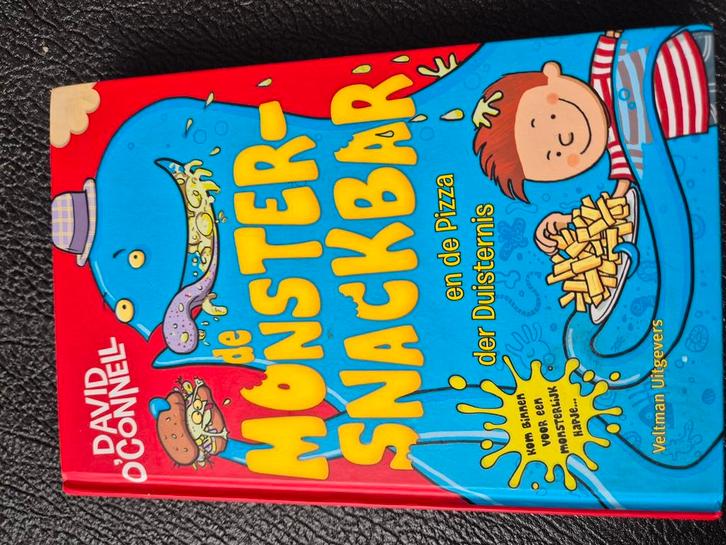 DAVID
O'CONNELL
de
MONSTER-
SNACKBAR
en de Pizza
der Duisternis
KOM BINNEN
VOOR EEN
MONSTERLIJK
HAPJE...
Veltman Uitgevers